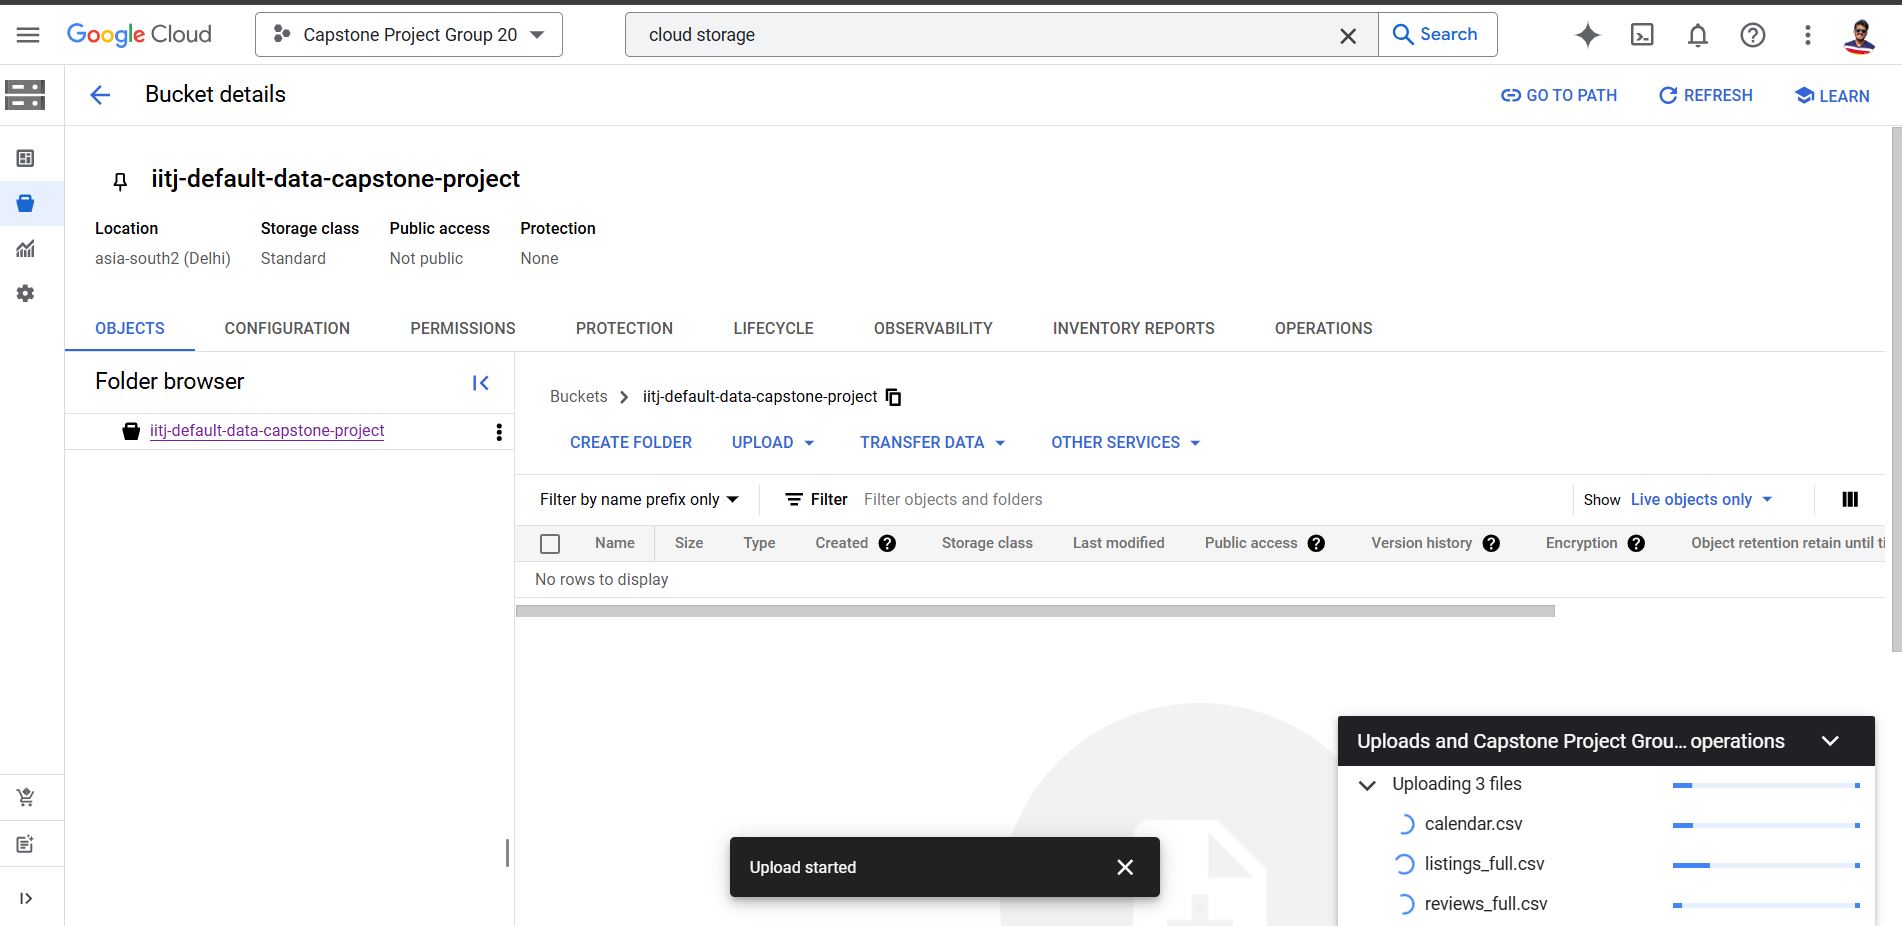 Google Cloud
Capstone Project Group 20
cloud storage
Search
Bucket details
GO TO PATH
REFRESH
LEARN
iitj-default-data-capstone-project
Location Storage class Public access Protection
asia-south2 (Delhi) Standard Not public None
OBJECTS CONFIGURATION PERMISSIONS PROTECTION LIFECYCLE OBSERVABILITY INVENTORY REPORTS OPERATIONS
Folder browser
iitj-default-data-capstone-project
Buckets > iitj-default-data-capstone-project
CREATE FOLDER UPLOAD TRANSFER DATA OTHER SERVICES
Filter by name prefix only Filter Filter objects and folders Show Live objects only
Name Size Type Created Storage class Last modified Public access Version history Encryption Object retention retain until ti
No rows to display
Uploads and Capstone Project Grou... operations
Uploading 3 files
calendar.csv
listings_full.csv
reviews_full.csv
Upload started